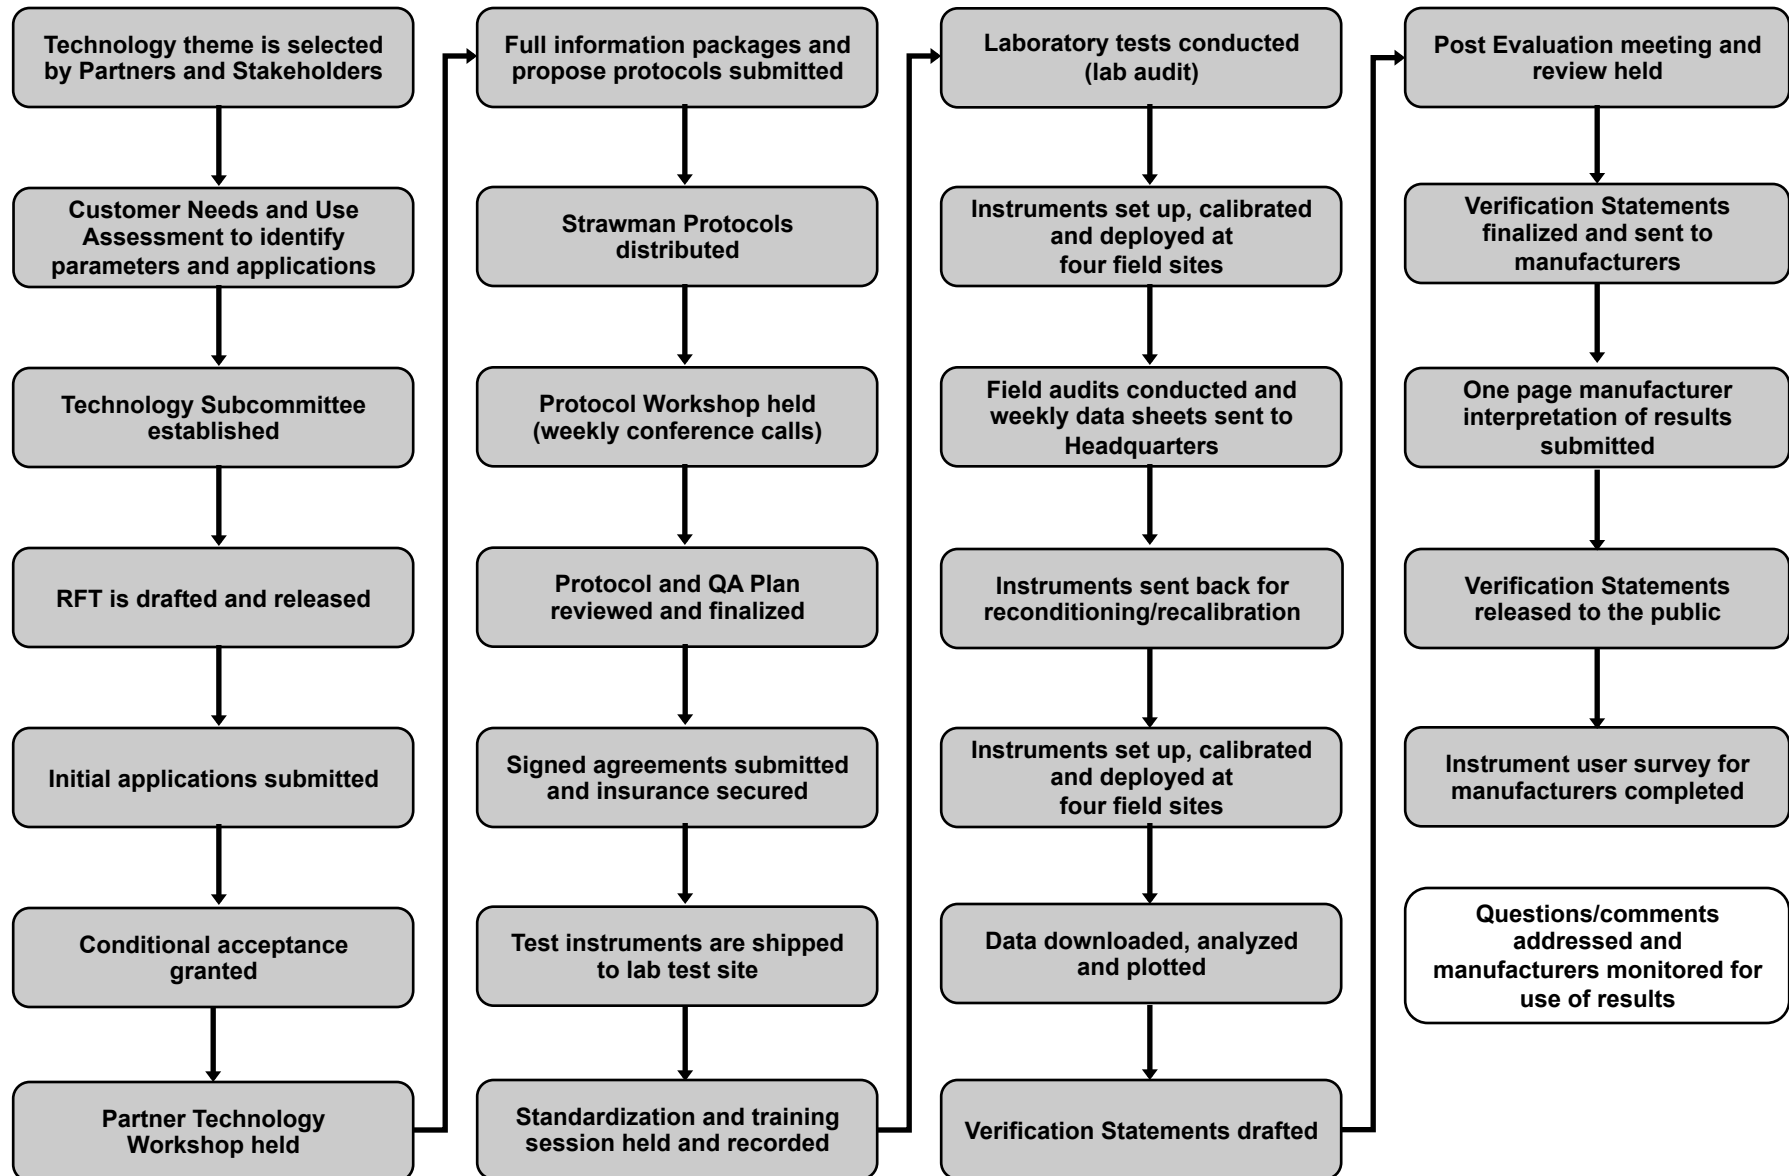 Technology theme is selected
by Partners and Stakeholders
Customer Needs and Use
Assessment to identify
parameters and applications
Technology Subcommittee
established
RFT is drafted and released
Initial applications submitted
Conditional acceptance
granted
Partner Technology
Workshop held
Full information packages and
propose protocols submitted
Strawman Protocols
distributed
Protocol Workshop held
(weekly conference calls)
Protocol and QA Plan
reviewed and finalized
Signed agreements submitted
and insurance secured
Test instruments are shipped
to lab test site
Standardization and training
session held and recorded
Laboratory tests conducted
(lab audit)
Instruments set up, calibrated
and deployed at
four field sites
Field audits conducted and
weekly data sheets sent to
Headquarters
Instruments sent back for
reconditioning/recalibration
Instruments set up, calibrated
and deployed at
four field sites
Data downloaded, analyzed
and plotted
Verification Statements drafted
Post Evaluation meeting and
review held
Verification Statements
finalized and sent to
manufacturers
One page manufacturer
interpretation of results
submitted
Verification Statements
released to the public
Instrument user survey for
manufacturers completed
Questions/comments
addressed and
manufacturers monitored for
use of results